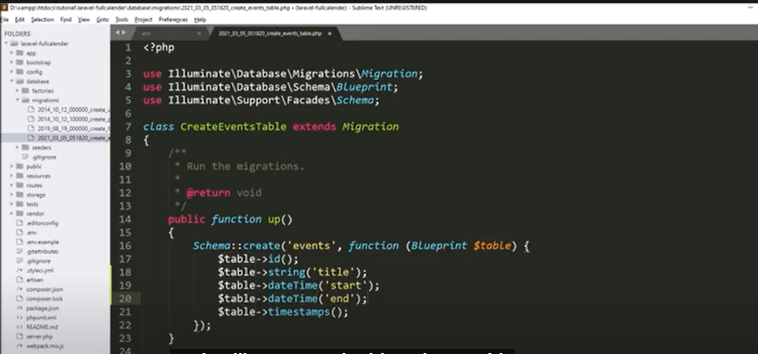 D:\xampp\htdocs\tutorial\laravel-fullcalender\database\migrations\2021_03_05_051820_create_events_table.php • (laravel-fullcalender) - Sublime Text (UNREGISTERED)
Edit Selection Find View Goto Tools Project Preferences Help
FOLDERS
laravel-fullcalender
app
bootstrap
config
database
factories
migrations
2014_10_12_000000_create_
2014_10_12_100000_create_
2019_08_19_000000_create_
2021_03_05_051820_create_e
seeders
.gitignore
public
resources
routes
storage
tests
vendor
.editorconfig
.env
.env.example
.gitattributes
.gitignore
.styleci.yml
artisan
composer.json
composer.lock
package.json
phpunit.xml
README.md
server.php
webpack.mix.js
.env
2021_03_05_051820_create_events_table.php
1 <?php
2
3 use Illuminate\Database\Migrations\Migration;
4 use Illuminate\Database\Schema\Blueprint;
5 use Illuminate\Support\Facades\Schema;
6
7 class CreateEventsTable extends Migration
8 {
9 /**
10 * Run the migrations.
11 *
12 * @return void
13 */
14 public function up()
15 {
16 Schema::create('events', function (Blueprint $table) {
17 $table->id();
18 $table->string('title');
19 $table->dateTime('start');
20 $table->dateTime('end');
21 $table->timestamps();
22 });
23 }
24